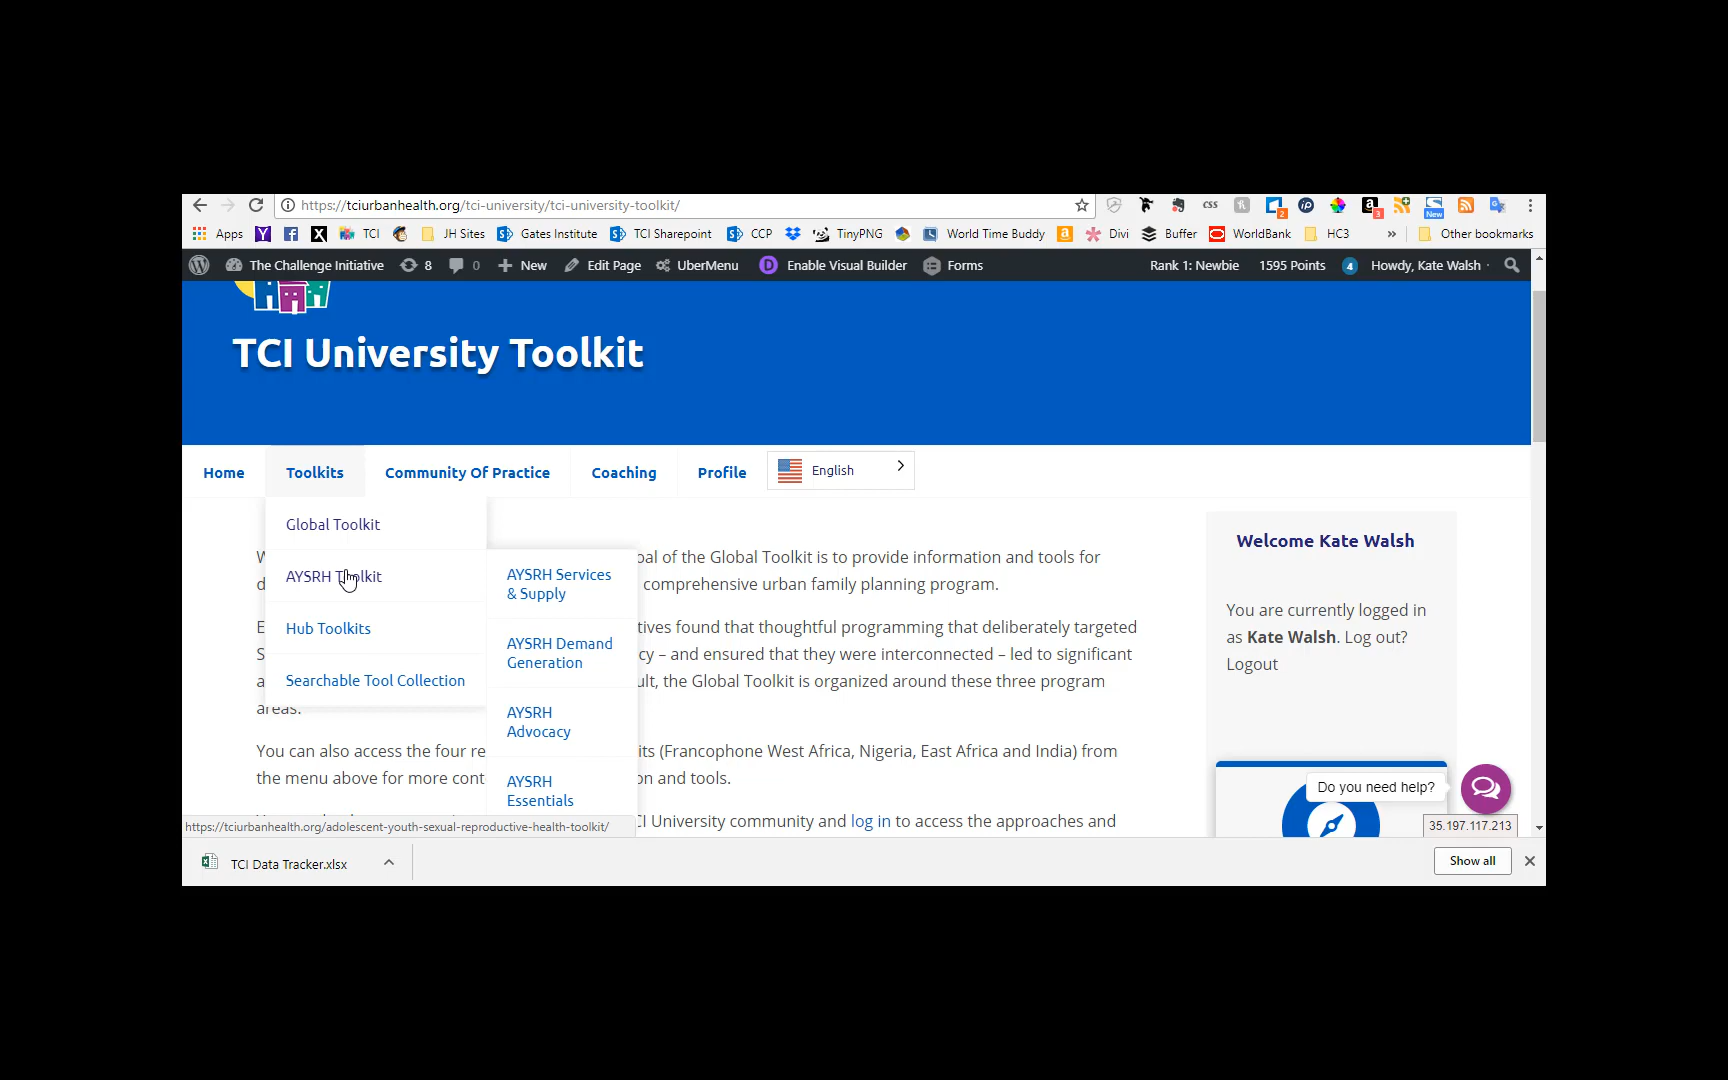 https://tciurbanhealth.org/tci-university/tci-university-toolkit/
css
2
3
New
Apps
TCI
JH Sites
Gates Institute
TCI Sharepoint
CCP
TinyPNG
World Time Buddy
Divi
Buffer
WorldBank
HC3
»
Other bookmarks
The Challenge Initiative
8
0
New
Edit Page
UberMenu
Enable Visual Builder
Forms
Rank 1: Newbie
1595 Points
4
Howdy, Kate Walsh
TCI University Toolkit
Home
Toolkits
Community Of Practice
Coaching
Profile
English
Global Toolkit
AYSRH Toolkit
Hub Toolkits
Searchable Tool Collection
AYSRH Services
& Supply
AYSRH Demand
Generation
AYSRH
Advocacy
AYSRH
Essentials
oal of the Global Toolkit is to provide information and tools for
comprehensive urban family planning program.
tives found that thoughtful programming that deliberately targeted
cy – and ensured that they were interconnected – led to significant
ult, the Global Toolkit is organized around these three program
areas.
You can also access the four re
its (Francophone West Africa, Nigeria, East Africa and India) from
the menu above for more cont
on and tools.
CI University community and log in to access the approaches and
Welcome Kate Walsh
You are currently logged in
as Kate Walsh. Log out?
Logout
Do you need help?
35.197.117.213
https://tciurbanhealth.org/adolescent-youth-sexual-reproductive-health-toolkit/
TCI Data Tracker.xlsx
Show all